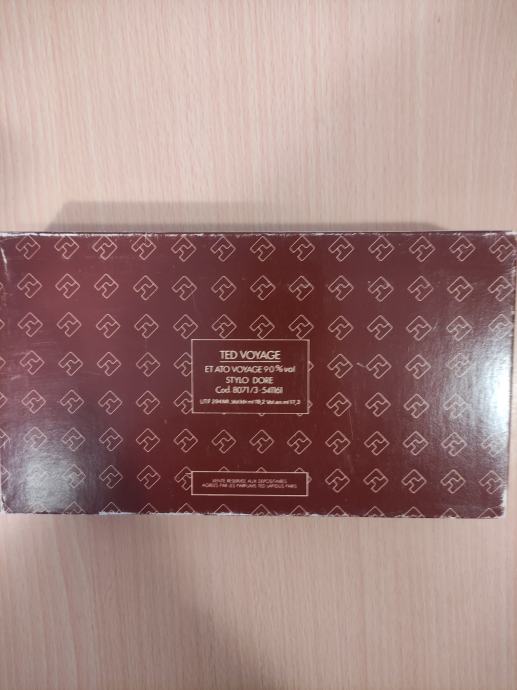 TED VOYAGE
ET ATO VOYAGE 90% vol
STYLO DORE
Cod. 8071/3-541161
VENTE RESERVEE AUX DEPOSITAIRES
AGREES PAR LES PARFUMS TED LAPIDUS PARIS